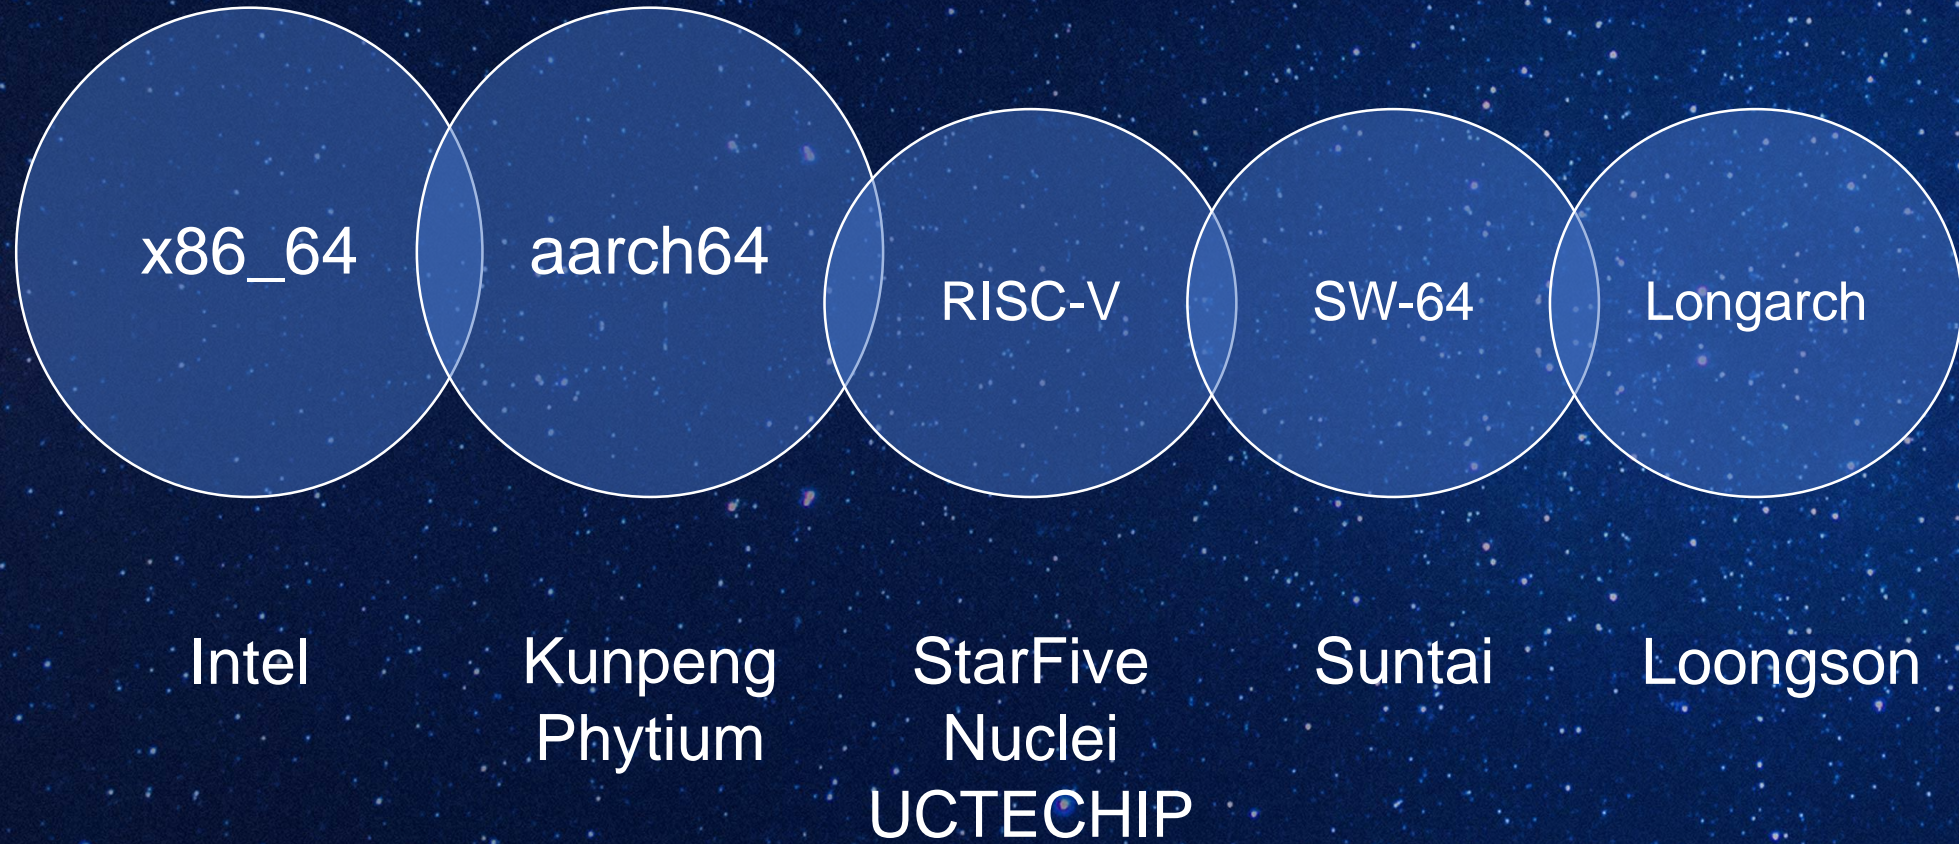 x86_64
aarch64
RISC-V
SW-64
Longarch
Intel
Kunpeng
Phytium
StarFive
Nuclei
UCTECHIP
Suntai
Loongson